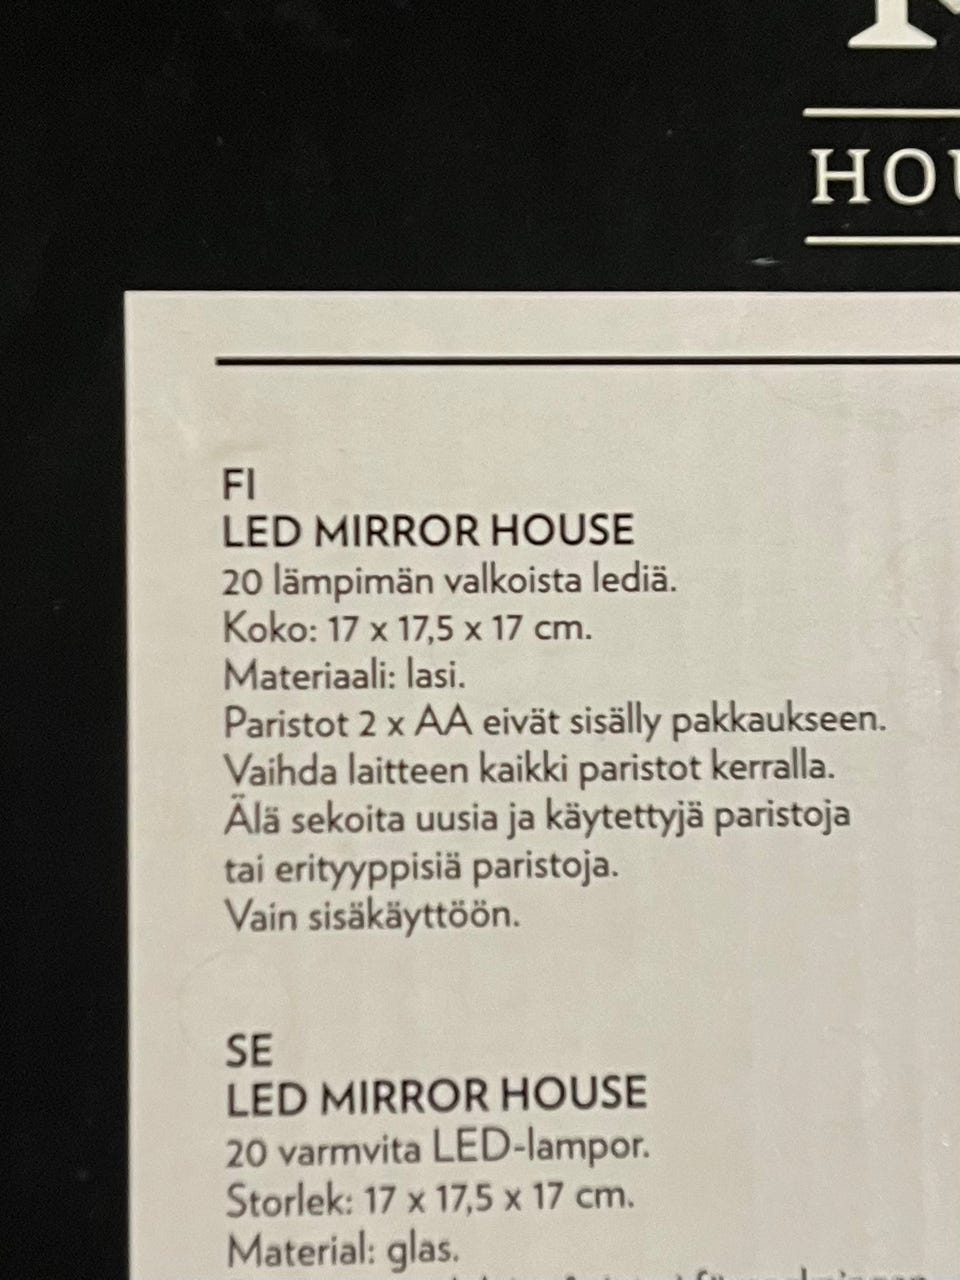 HOU
FI
LED MIRROR HOUSE
20 lämpimän valkoista lediä.
Koko: 17 x 17,5 x 17 cm.
Materiaali: lasi.
Paristot 2 x AA eivät sisälly pakkaukseen.
Vaihda laitteen kaikki paristot kerralla.
Älä sekoita uusia ja käytettyjä paristoja
tai erityyppisiä paristoja.
Vain sisäkäyttöön.
SE
LED MIRROR HOUSE
20 varmvita LED-lampor.
Storlek: 17 x 17,5 x 17 cm.
Material: glas.